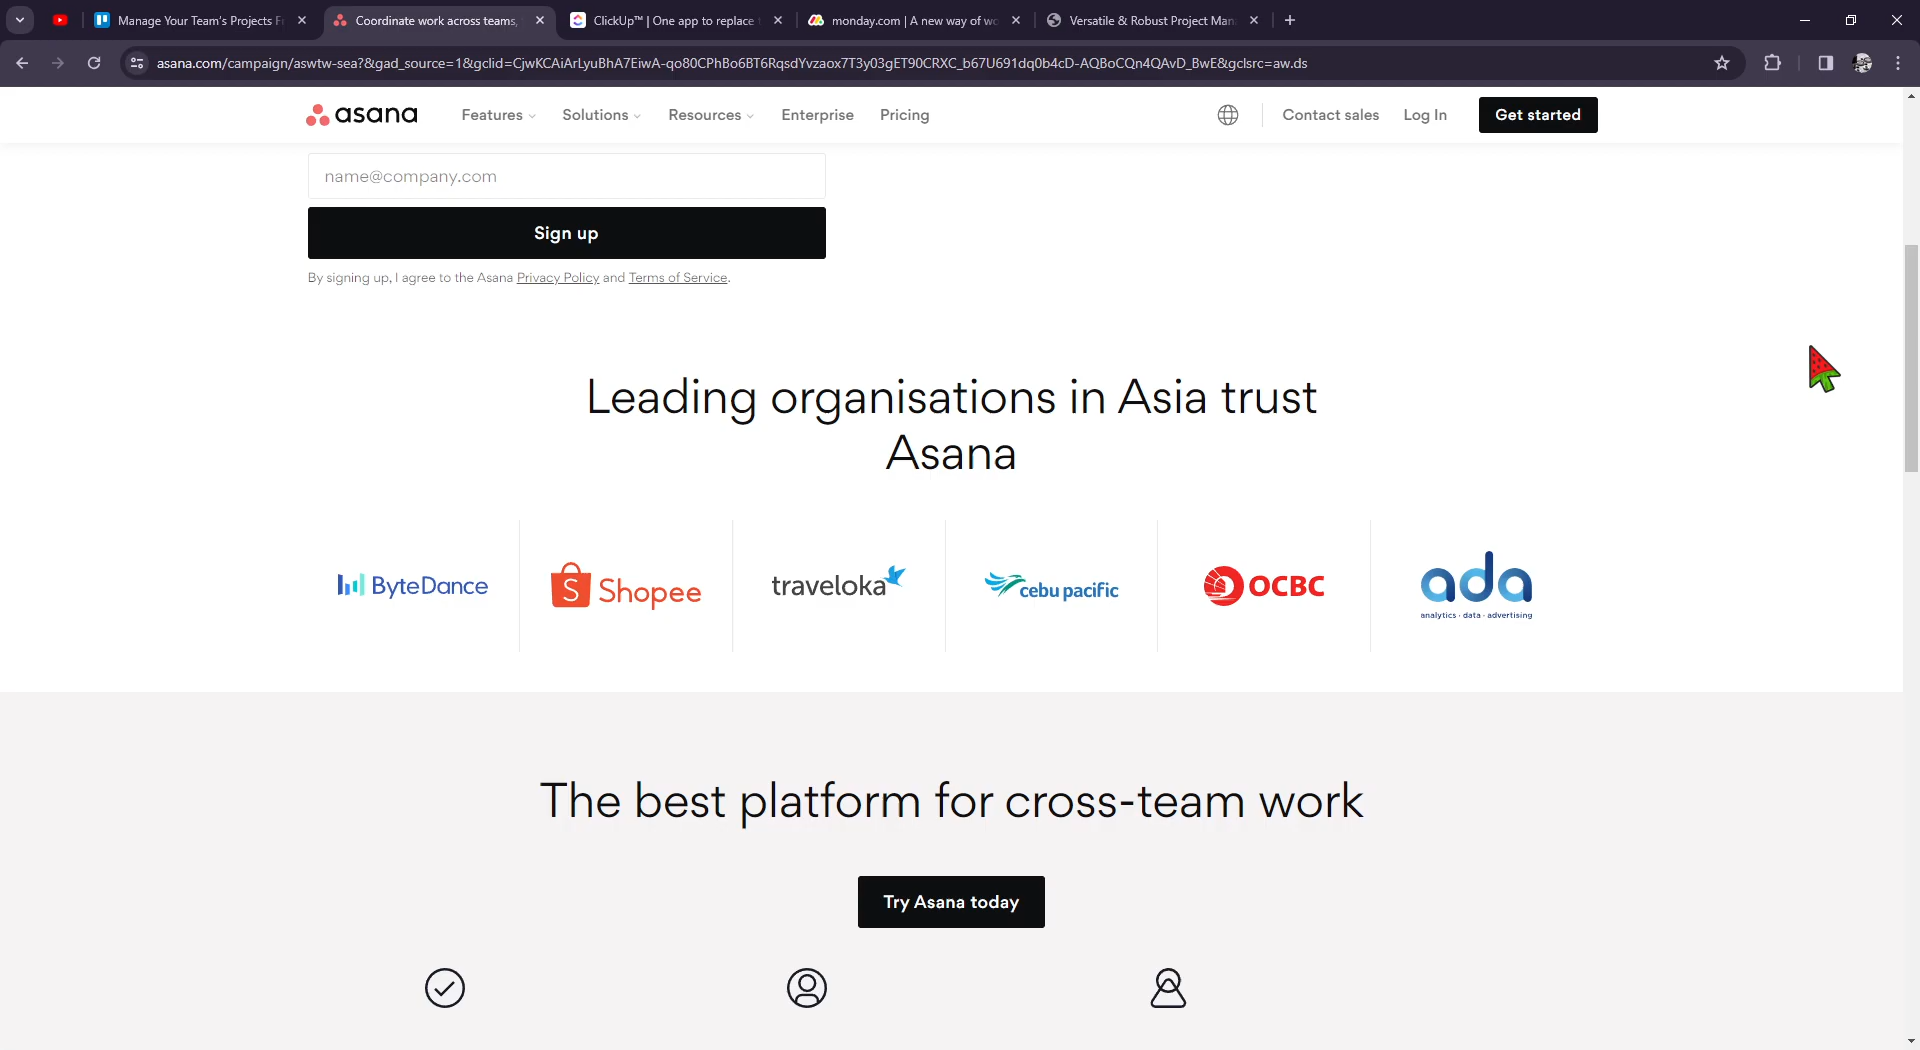 Manage Your Team's Projects F
Coordinate work across teams,
ClickUp™ | One app to replace
monday.com | A new way of wo
Versatile & Robust Project Man
asana.com/campaign/aswtw-sea?&gad_source=1&gclid=CjwKCAiArLyuBhA7EiwA-qo80CPhBo6BT6RqsdYvzaox7T3y03gET90CRXC_b67U691dq0b4cD-AQBoCQn4QAvD_BwE&gclsrc=aw.ds
asana Features Solutions Resources Enterprise Pricing Contact sales Log In Get started
name@company.com
Sign up
By signing up, I agree to the Asana Privacy Policy and Terms of Service.
Leading organisations in Asia trust
Asana
ByteDance
S Shopee
traveloka
cebu pacific
OCBC
ada
analytics · data · advertising
The best platform for cross-team work
Try Asana today